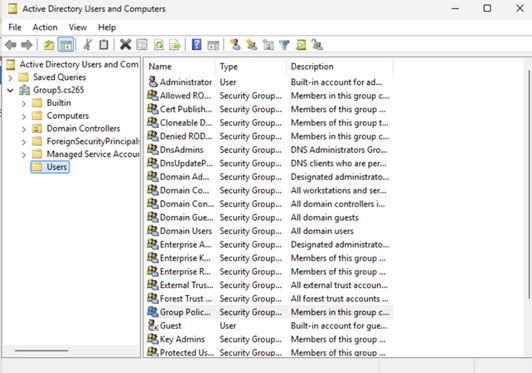 Active Directory Users and Computers
File Action View Help
Active Directory Users and Com
Saved Queries
Group5.cs265
Builtin
Computers
Domain Controllers
ForeignSecurityPrincipals
Managed Service Accour
Users
Name Type Description
Administrator User Built-in account for ad...
Allowed RO... Security Group... Members in this group c...
Cert Publish... Security Group... Members of this group ...
Cloneable D... Security Group... Members of this group t...
Denied ROD... Security Group... Members in this group c...
DnsAdmins Security Group... DNS Administrators Gro...
DnsUpdateP... Security Group... DNS clients who are per...
Domain Ad... Security Group... Designated administrato...
Domain Co... Security Group... All workstations and ser...
Domain Con... Security Group... All domain controllers i...
Domain Gue... Security Group... All domain guests
Domain Users Security Group... All domain users
Enterprise A... Security Group... Designated administrato...
Enterprise K... Security Group... Members of this group ...
Enterprise R... Security Group... Members of this group ...
External Trus... Security Group... All external trust accoun...
Forest Trust ... Security Group... All forest trust accounts ...
Group Polic... Security Group... Members in this group c...
Guest User Built-in account for gue...
Key Admins Security Group... Members of this group ...
Protected Us... Security Group... Members of this group ...